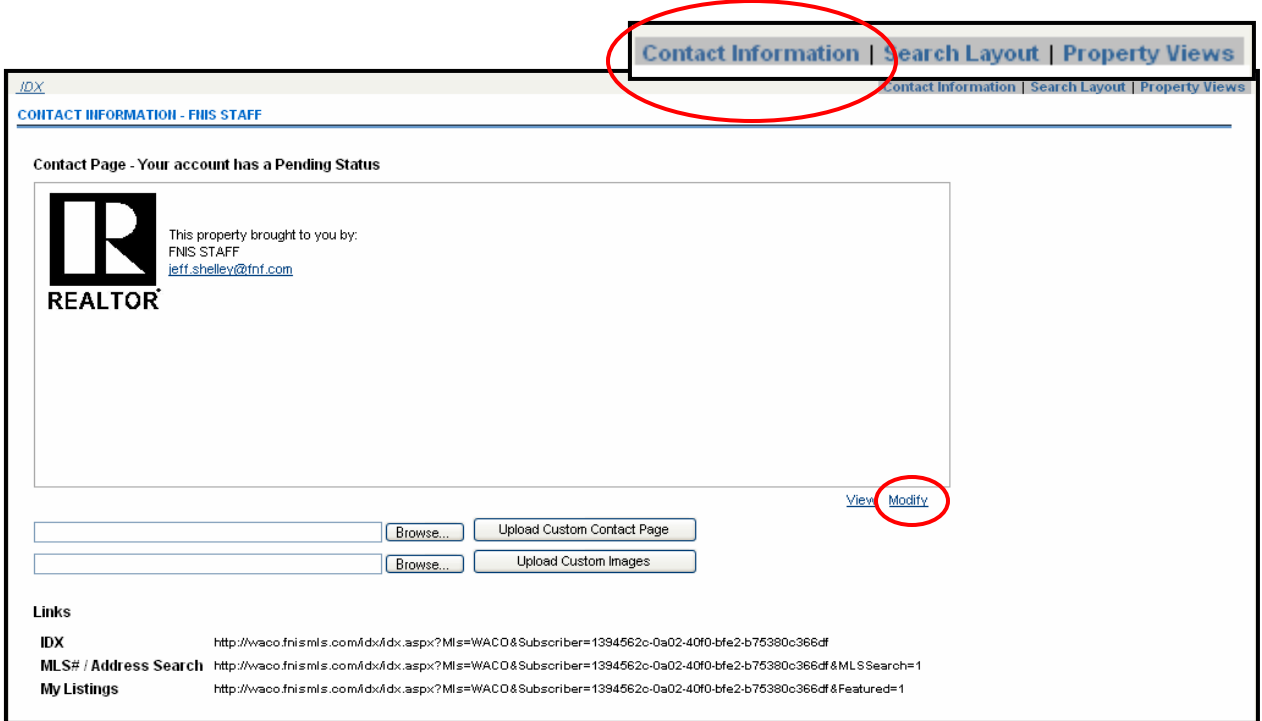 Contact Information | Search Layout | Property Views
IDX
Contact Information | Search Layout | Property Views
CONTACT INFORMATION - FNIS STAFF
Contact Page - Your account has a Pending Status
This property brought to you by:
FNIS STAFF
jeff.shelley@fnf.com
REALTOR
View Modify
Browse... Upload Custom Contact Page
Browse... Upload Custom Images
Links
IDX http://waco.fnismls.com/idx/idx.aspx?Mls=WACO&Subscriber=1394562c-0a02-40f0-bfe2-b75380c366df
MLS# / Address Search http://waco.fnismls.com/idx/idx.aspx?Mls=WACO&Subscriber=1394562c-0a02-40f0-bfe2-b75380c366df&MLSSearch=1
My Listings http://waco.fnismls.com/idx/idx.aspx?Mls=WACO&Subscriber=1394562c-0a02-40f0-bfe2-b75380c366df&Featured=1